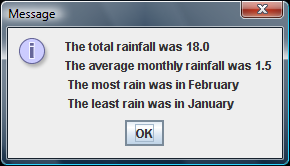 Message
The total rainfall was 18.0
The average monthly rainfall was 1.5
The most rain was in February
The least rain was in January
OK